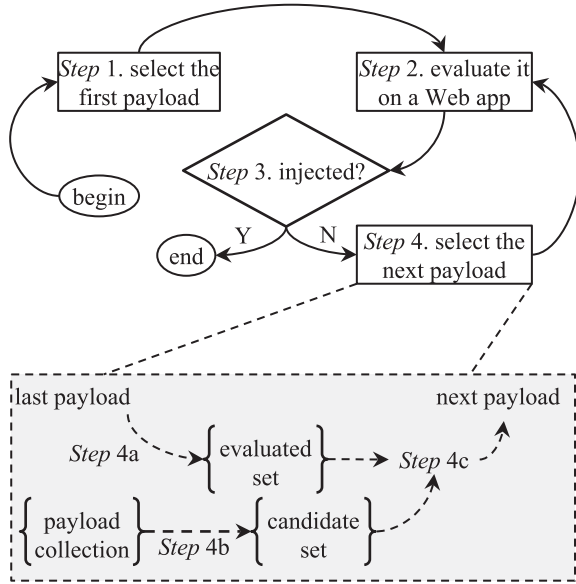 Step 1. select the
first payload
Step 2. evaluate it
on a Web app
Step 3. injected?
begin
Y
N
end
Step 4. select the
next payload
last payload
next payload
Step 4a
evaluated
set
Step 4c
payload
collection
Step 4b
candidate
set